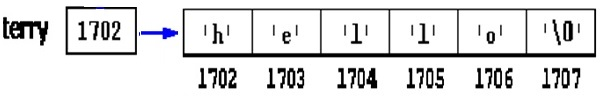 terry 1702 'h' 'e' 'l' 'l' 'o' '\0'
1702 1703 1704 1705 1706 1707